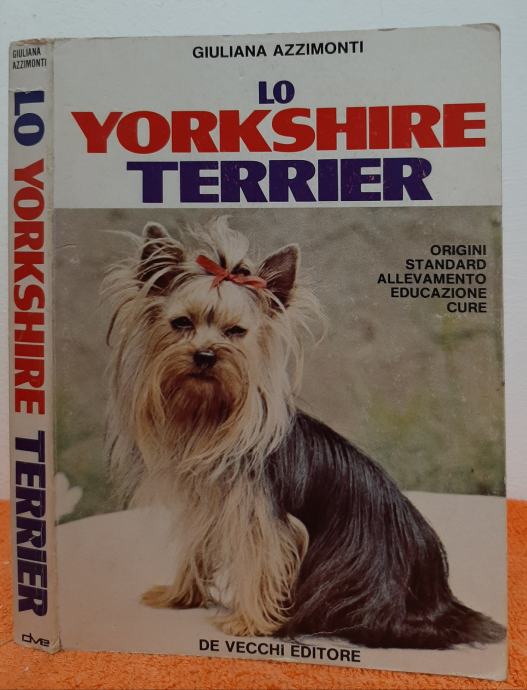 GIULIANA AZZIMONTI
LO
YORKSHIRE
TERRIER
ORIGINI
STANDARD
ALLEVAMENTO
EDUCAZIONE
CURE
DE VECCHI EDITORE
GIULIANA
AZZIMONTI
LO YORKSHIRE TERRIER
dve